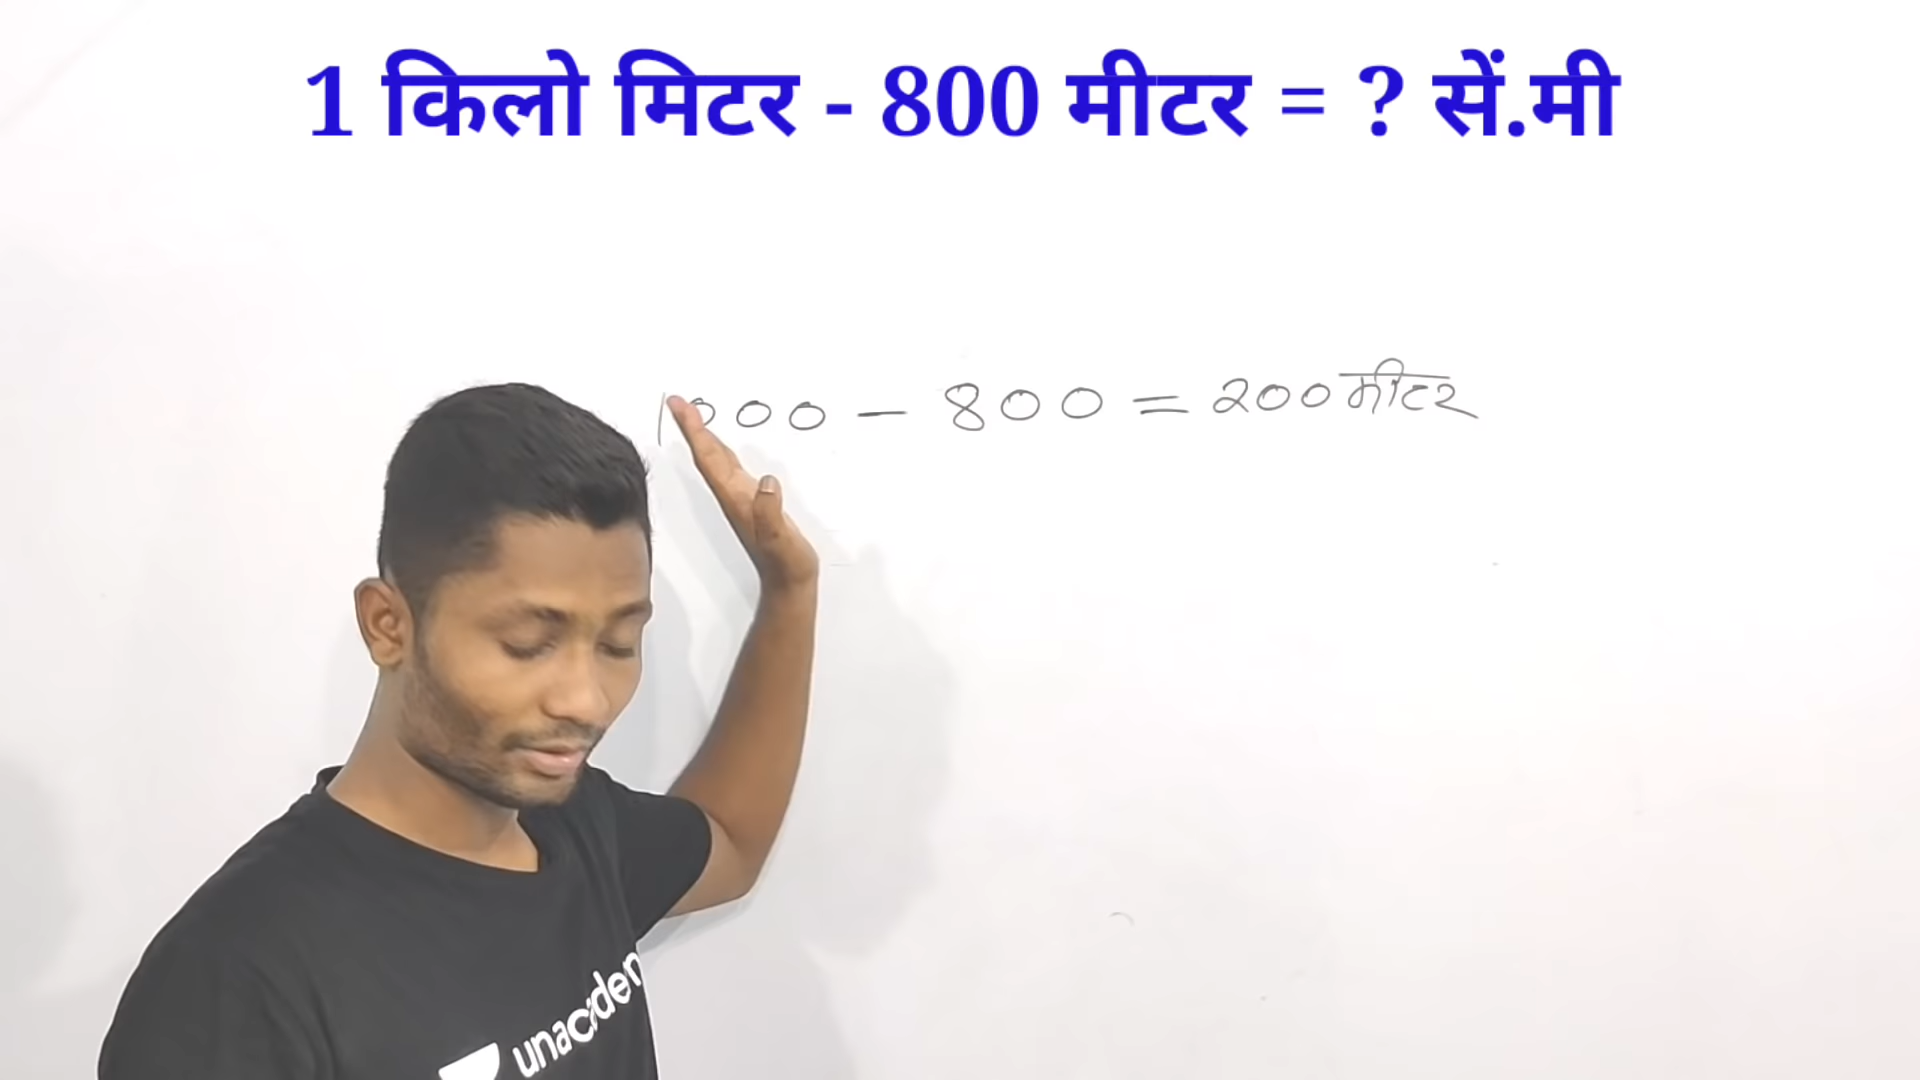 1 किलो मिटर - 800 मीटर = ? सें.मी
1000 - 800 = 200 मीटर
unacaden